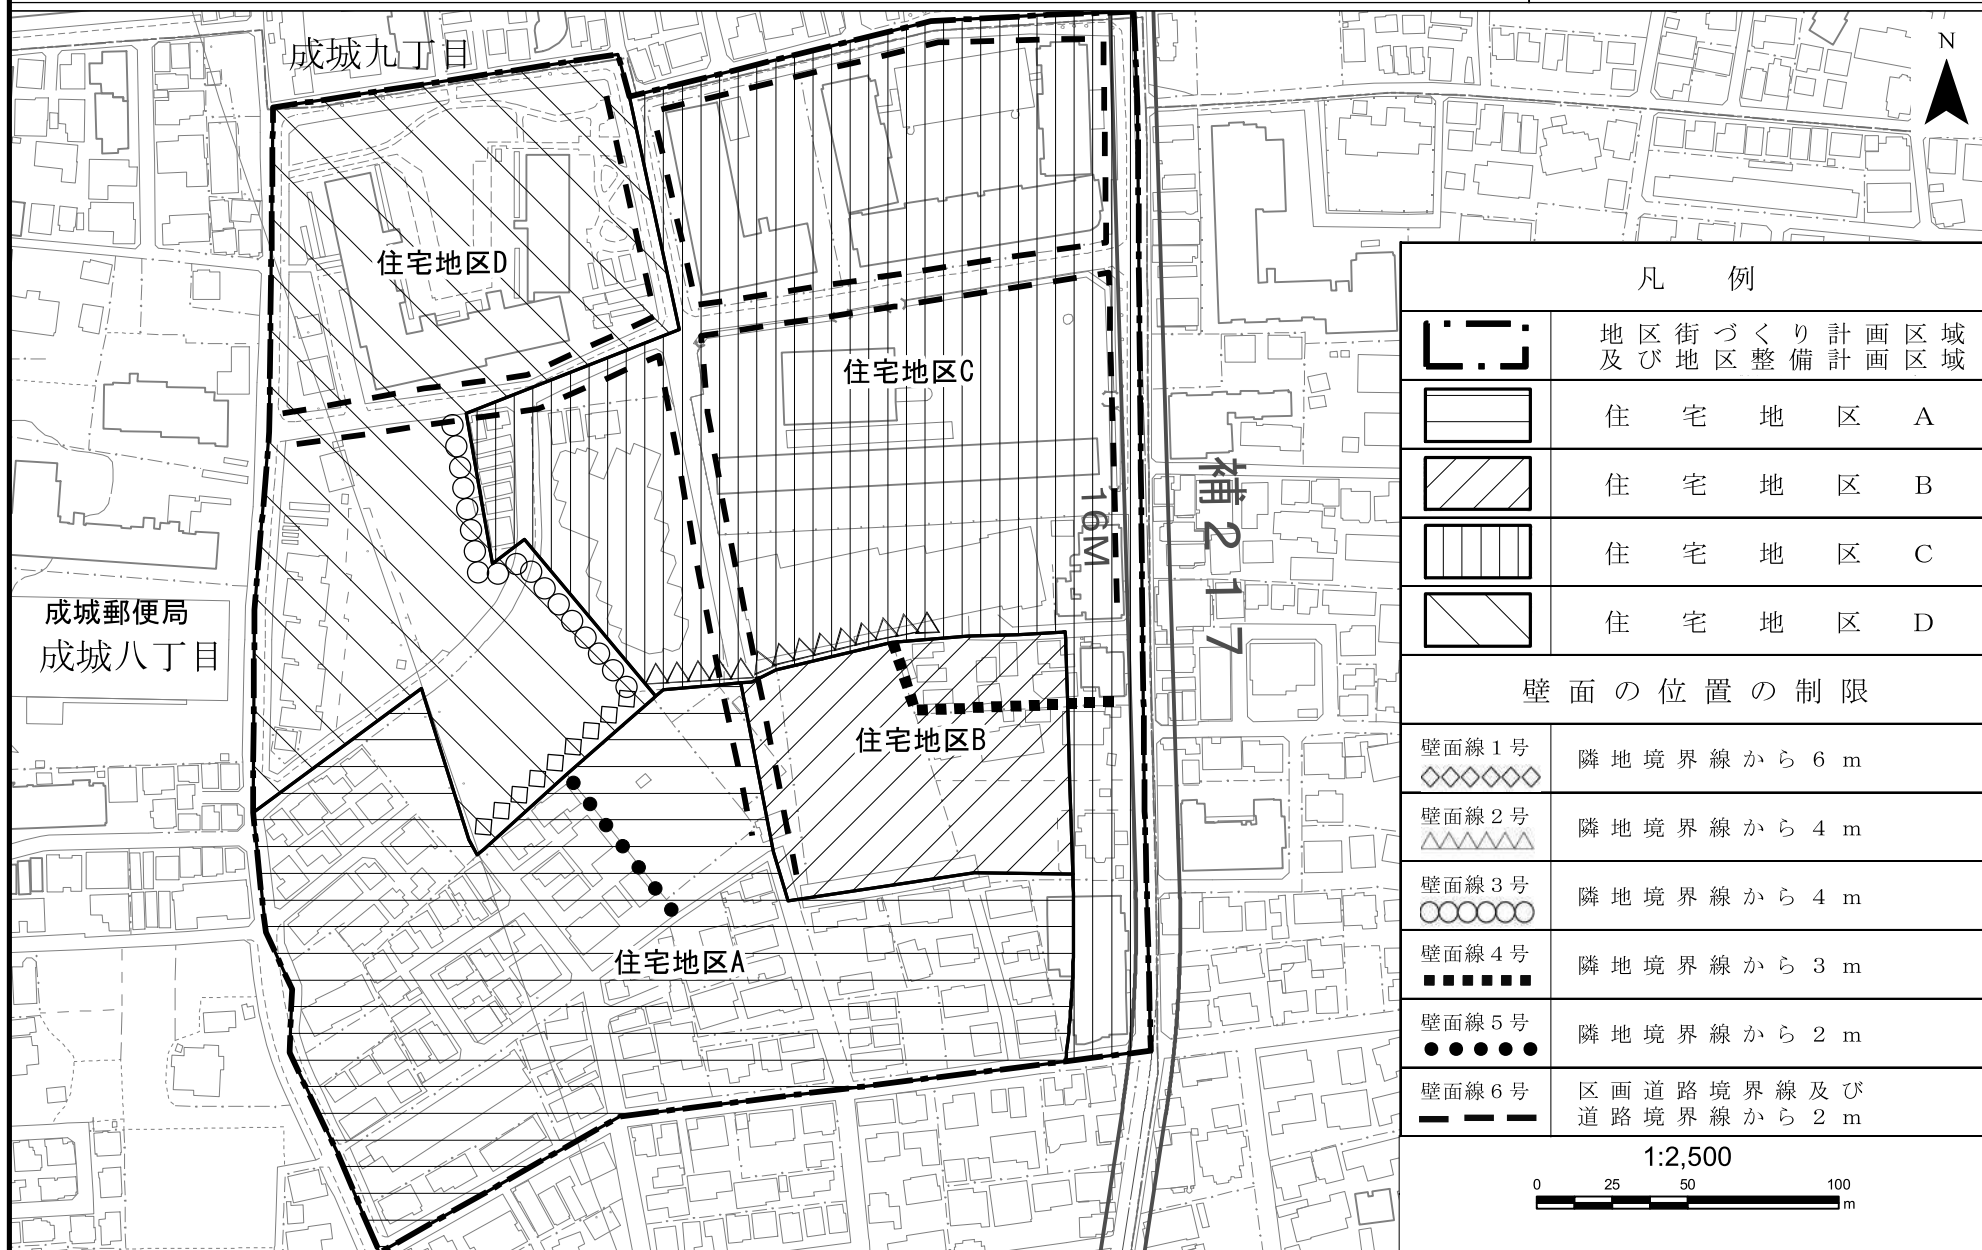 成城九丁目
N
住宅地区D
住宅地区C
16M
補217
成城郵便局
成城八丁目
住宅地区B
住宅地区A
凡例
地区街づくり計画区域
及び地区整備計画区域
住宅地区A
住宅地区B
住宅地区C
住宅地区D
壁面の位置の制限
壁面線1号
隣地境界線から6m
壁面線2号
隣地境界線から4m
壁面線3号
隣地境界線から4m
壁面線4号
隣地境界線から3m
壁面線5号
隣地境界線から2m
壁面線6号
区画道路境界線及び
道路境界線から2m
1:2,500
0 25 50 100
m